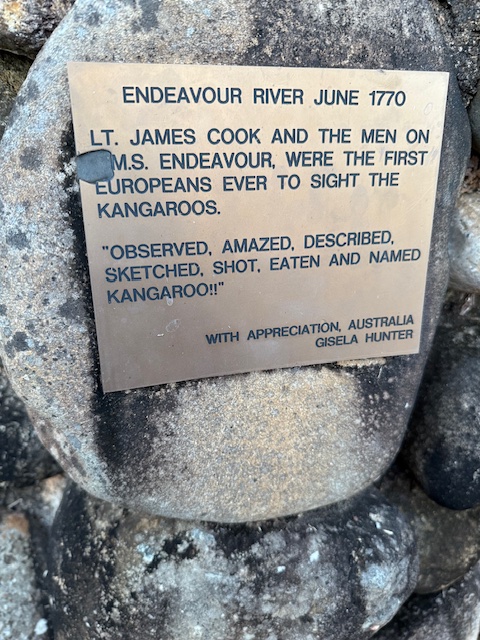 ENDEAVOUR RIVER JUNE 1770
LT. JAMES COOK AND THE MEN ON
M.S. ENDEAVOUR, WERE THE FIRST
EUROPEANS EVER TO SIGHT THE
KANGAROOS.
"OBSERVED, AMAZED, DESCRIBED,
SKETCHED, SHOT, EATEN AND NAMED
KANGAROO!!"
WITH APPRECIATION, AUSTRALIA
GISELA HUNTER